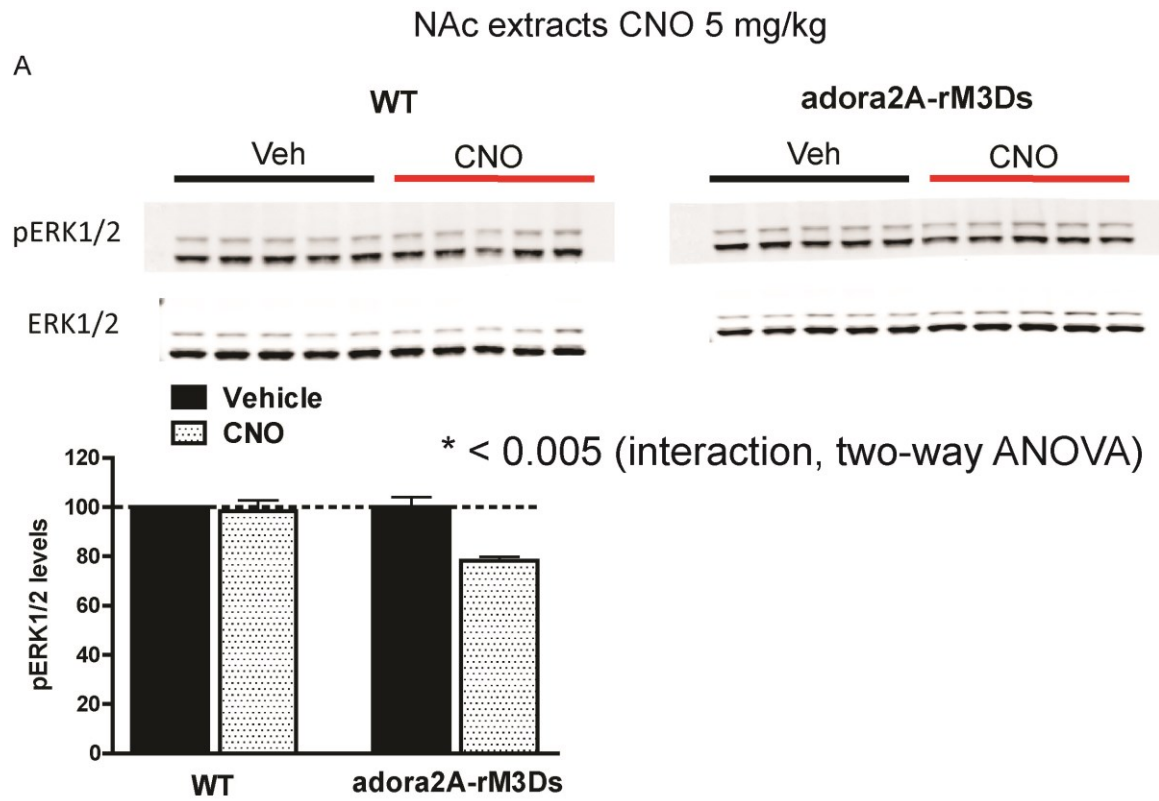 NAc extracts CNO 5 mg/kg
A
WT
adora2A-rM3Ds
Veh
CNO
Veh
CNO
pERK1/2
ERK1/2
Vehicle
CNO
* < 0.005 (interaction, two-way ANOVA)
120
100
80
60
40
20
0
pERK1/2 levels
WT
adora2A-rM3Ds